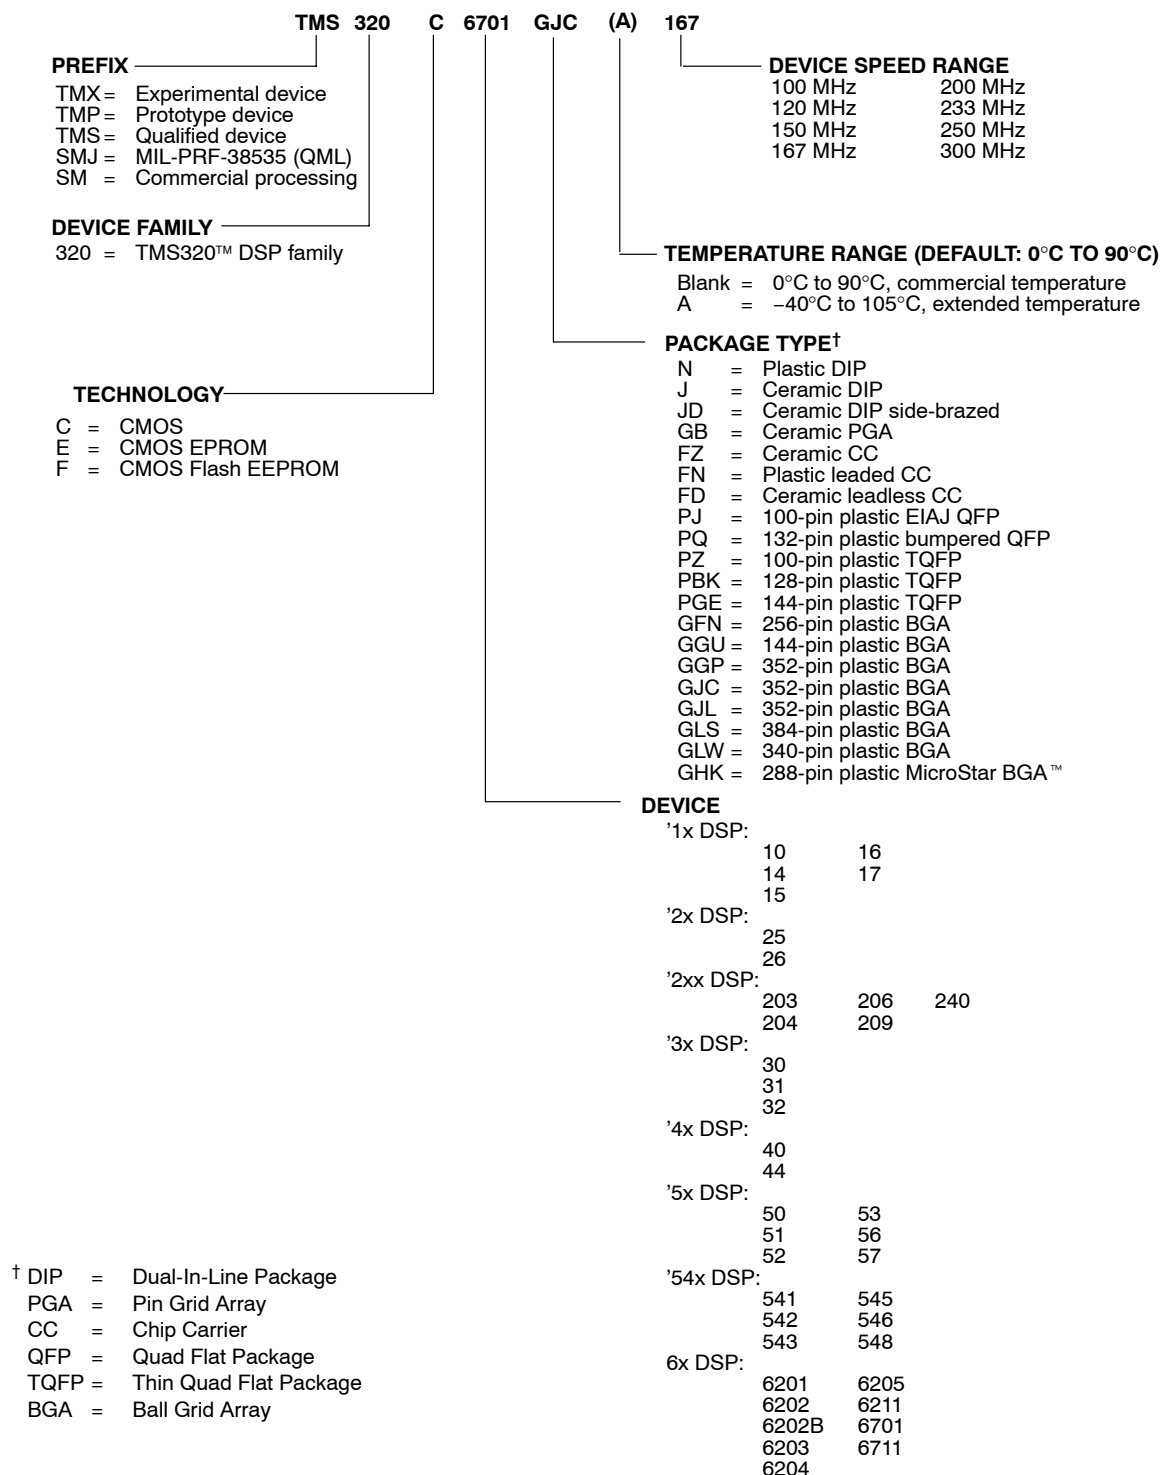 TMS 320 C 6701 GJC (A) 167
PREFIX
TMX = Experimental device
TMP = Prototype device
TMS = Qualified device
SMJ = MIL-PRF-38535 (QML)
SM = Commercial processing
DEVICE SPEED RANGE
100 MHz 200 MHz
120 MHz 233 MHz
150 MHz 250 MHz
167 MHz 300 MHz
DEVICE FAMILY
320 = TMS320™ DSP family
TEMPERATURE RANGE (DEFAULT: 0°C TO 90°C)
Blank = 0°C to 90°C, commercial temperature
A = −40°C to 105°C, extended temperature
PACKAGE TYPE†
N = Plastic DIP
J = Ceramic DIP
JD = Ceramic DIP side-brazed
GB = Ceramic PGA
FZ = Ceramic CC
FN = Plastic leaded CC
FD = Ceramic leadless CC
PJ = 100-pin plastic EIAJ QFP
PQ = 132-pin plastic bumpered QFP
PZ = 100-pin plastic TQFP
PBK = 128-pin plastic TQFP
PGE = 144-pin plastic TQFP
GFN = 256-pin plastic BGA
GGU = 144-pin plastic BGA
GGP = 352-pin plastic BGA
GJC = 352-pin plastic BGA
GJL = 352-pin plastic BGA
GLS = 384-pin plastic BGA
GLW = 340-pin plastic BGA
GHK = 288-pin plastic MicroStar BGA™
TECHNOLOGY
C = CMOS
E = CMOS EPROM
F = CMOS Flash EEPROM
DEVICE
’1x DSP:
10 16
14 17
15
’2x DSP:
25
26
’2xx DSP:
203 206 240
204 209
’3x DSP:
30
31
32
’4x DSP:
40
44
’5x DSP:
50 53
51 56
52 57
’54x DSP:
541 545
542 546
543 548
6x DSP:
6201 6205
6202 6211
6202B 6701
6203 6711
6204
† DIP = Dual-In-Line Package
PGA = Pin Grid Array
CC = Chip Carrier
QFP = Quad Flat Package
TQFP = Thin Quad Flat Package
BGA = Ball Grid Array